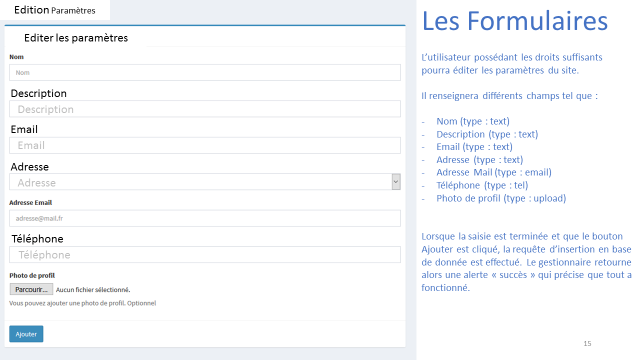 Edition Paramètres
Editer les paramètres
Nom
Nom
Description
Description
Email
Email
Adresse
Adresse
Adresse Email
adresse@mail.fr
Téléphone
Téléphone
Photo de profil
Parcourir... Aucun fichier sélectionné.
Vous pouvez ajouter une photo de profil. Optionnel
Ajouter
Les Formulaires
L'utilisateur possédant les droits suffisants
pourra éditer les paramètres du site.
Il renseignera différents champs tel que :
- Nom (type : text)
- Description (type : text)
- Email (type : text)
- Adresse (type : text)
- Adresse Mail (type : email)
- Téléphone (type : tel)
- Photo de profil (type : upload)
Lorsque la saisie est terminée et que le bouton
Ajouter est cliqué, la requête d'insertion en base
de donnée est effectué. Le gestionnaire retourne
alors une alerte « succès » qui précise que tout a
fonctionné.
15